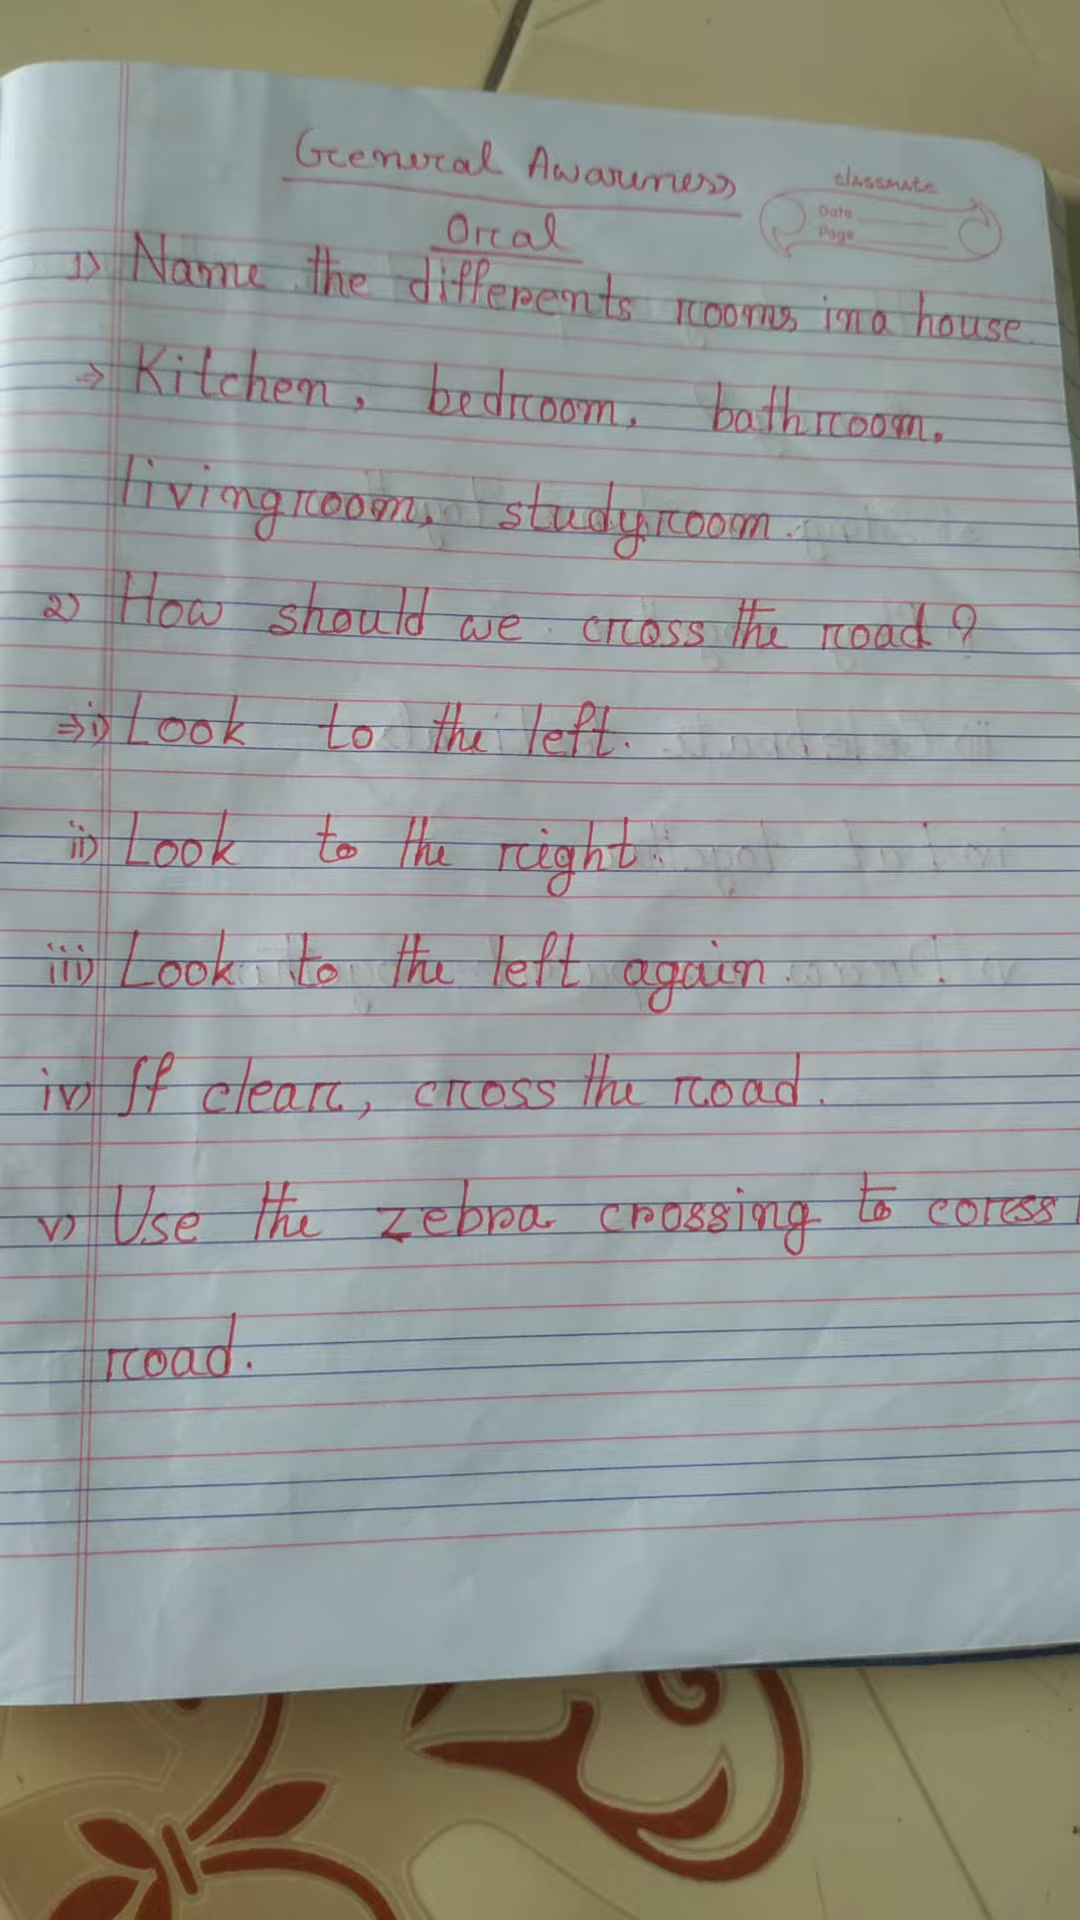 General Awareness
classmate
Date
Page
Oral
1) Name the differents rooms in a house.
⇒ Kitchen, bedroom, bathroom,
livingroom, studyroom.
2) How should we cross the road?
⇒ i) Look to the left.
ii) Look to the right.
iii) Look to the left again.
iv) If clear, cross the road.
v) Use the zebra crossing to coress
road.